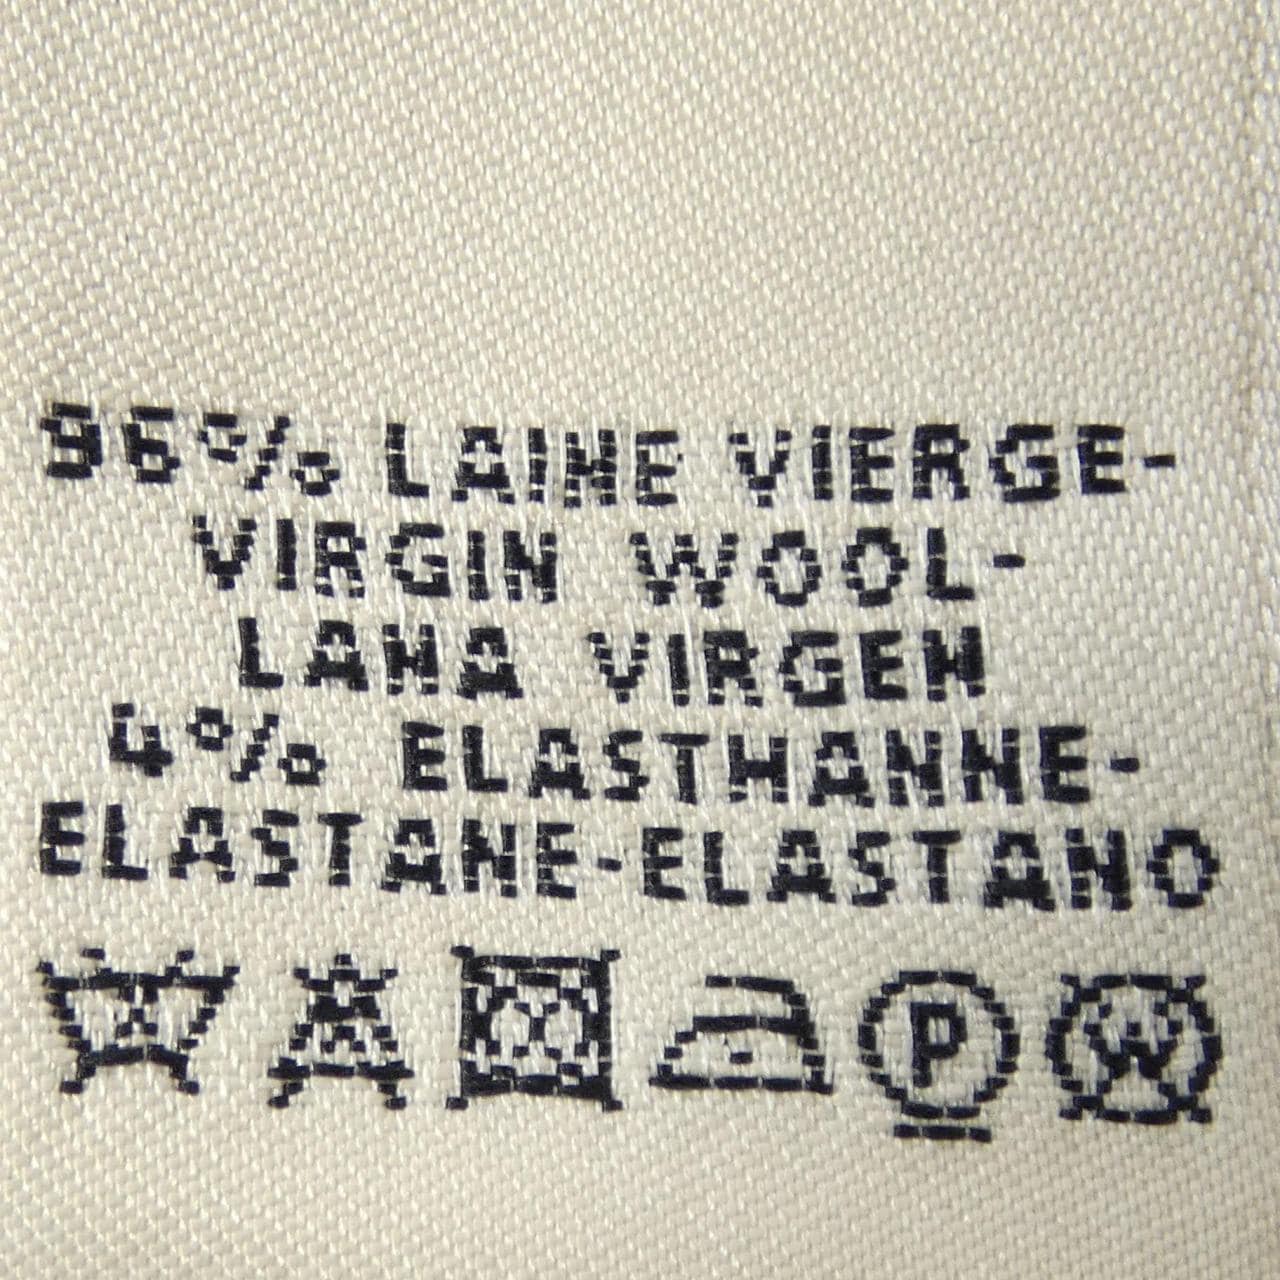 96% LAINE VIERGE-
VIRGIN WOOL-
LANA VIRGEN
4% ELASTHANNE-
ELASTANE-ELASTANO
P W